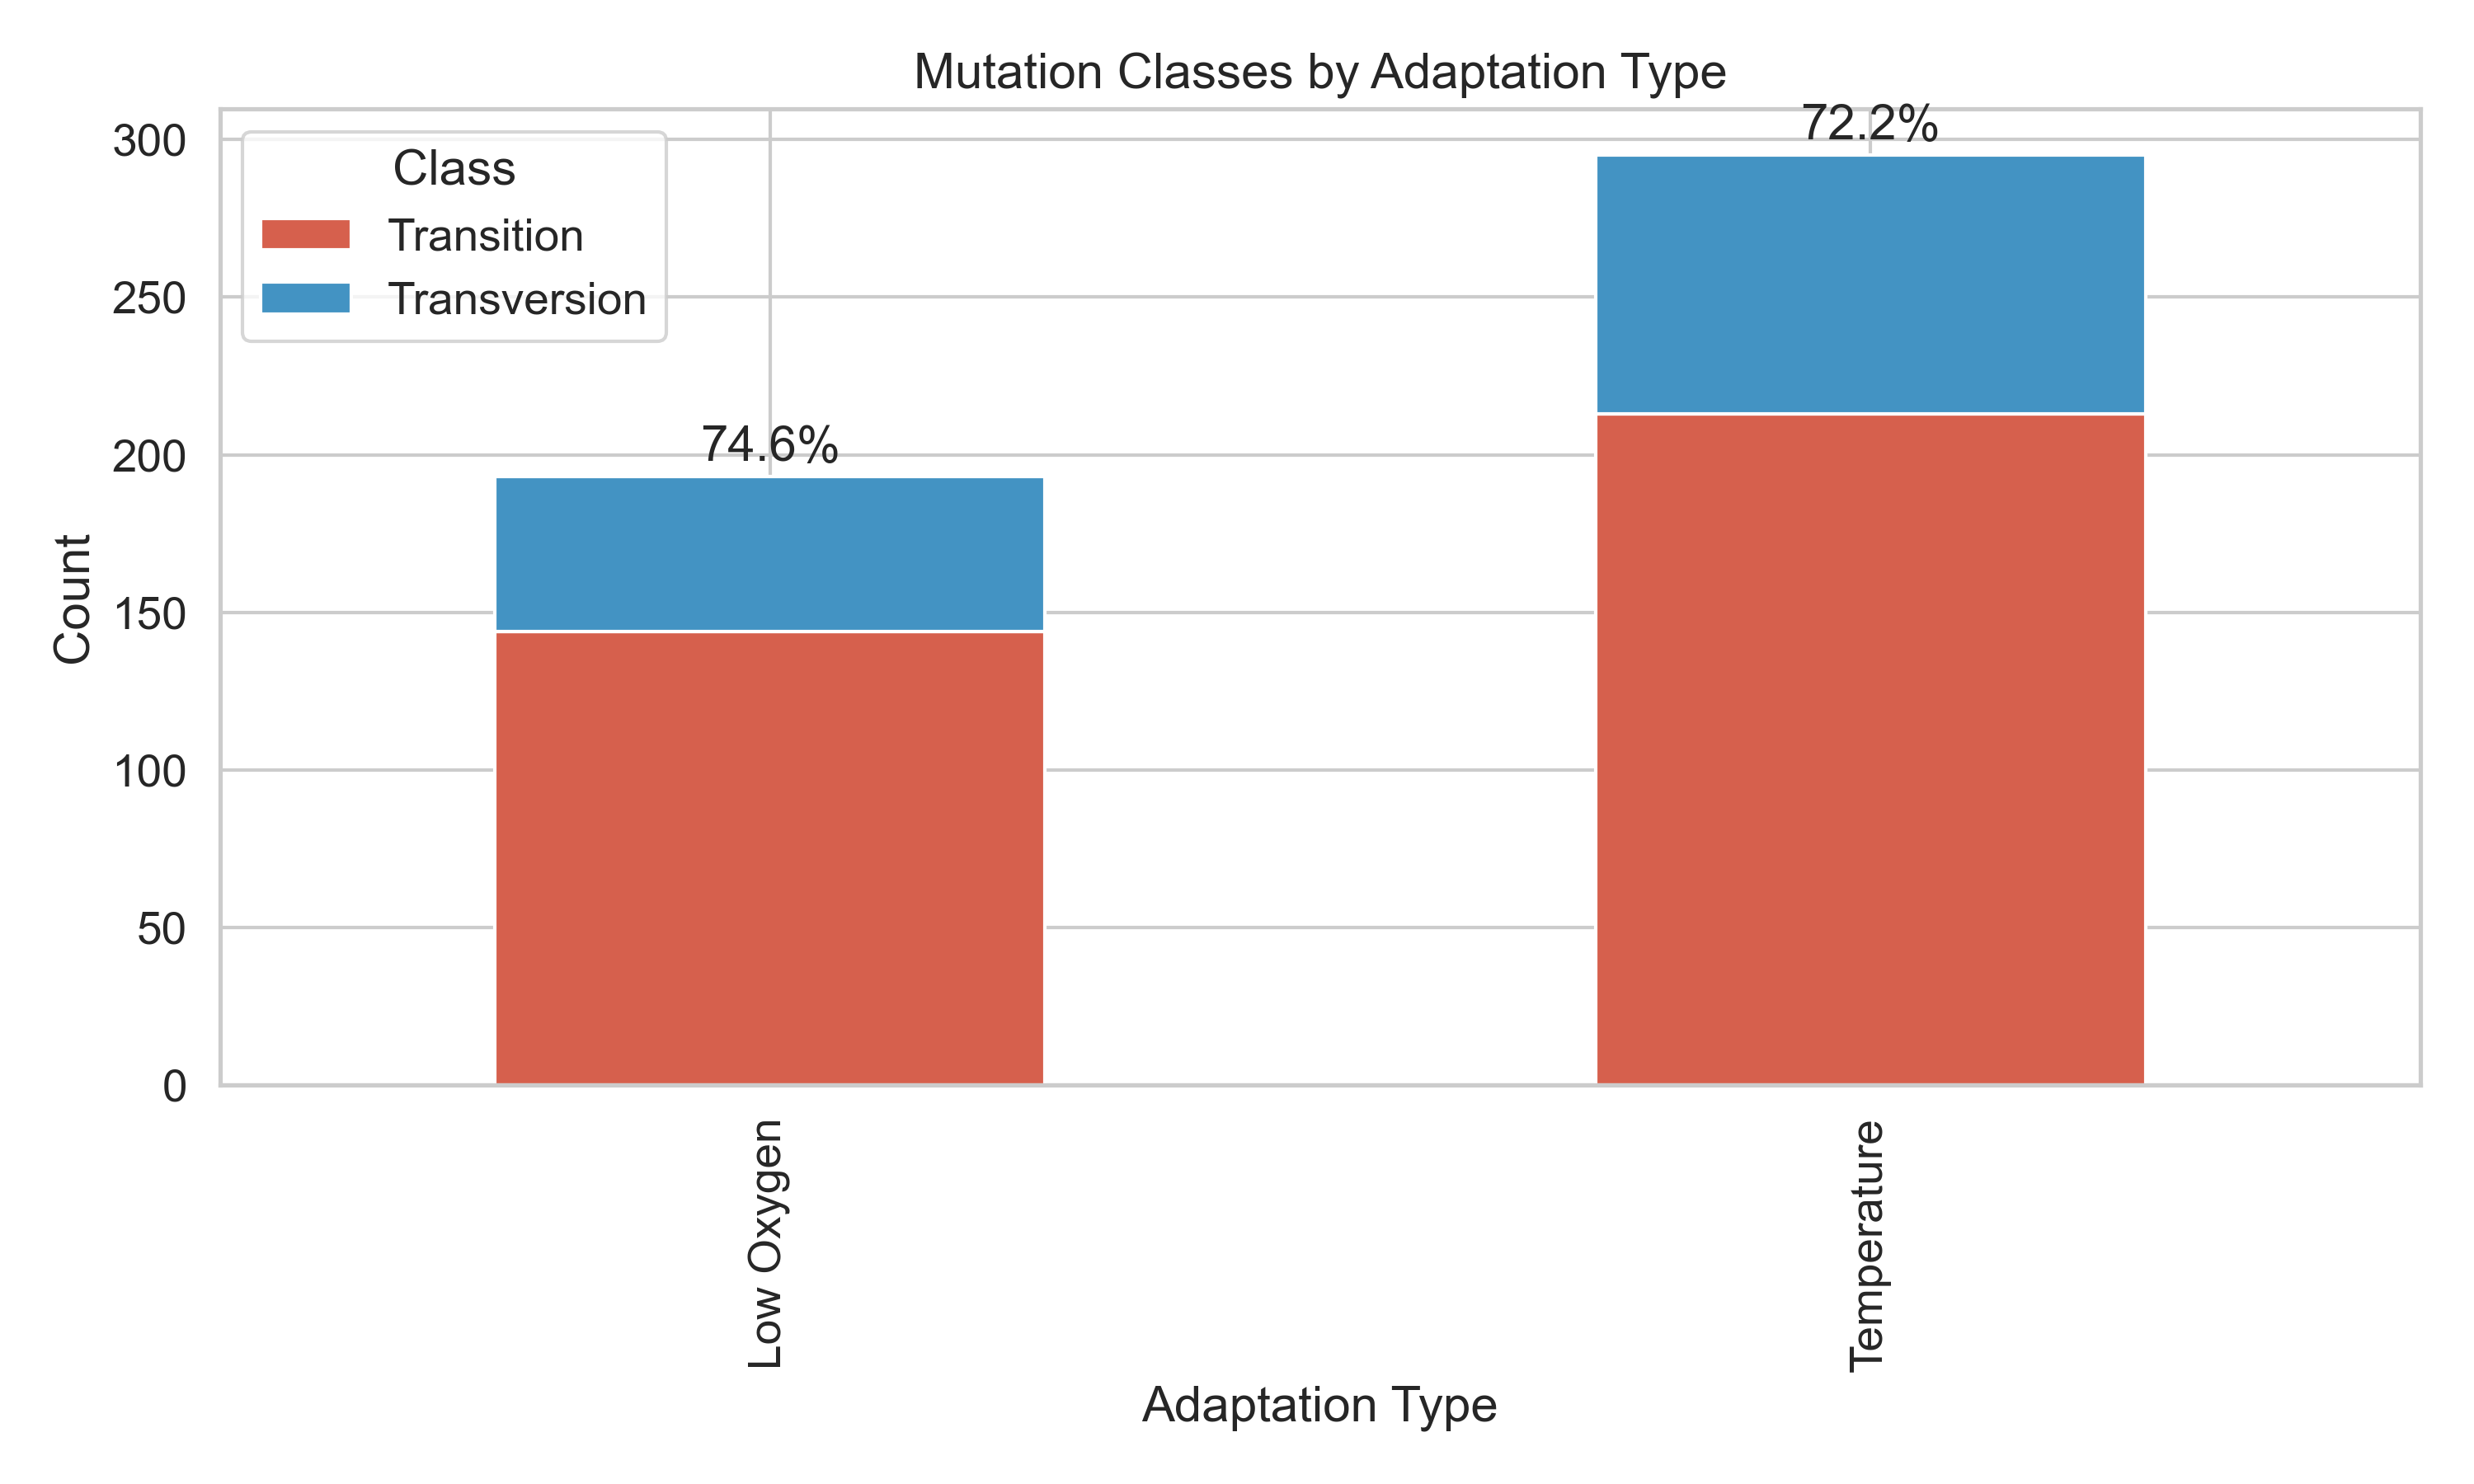 Mutation Classes by Adaptation Type
Class
Transition
Transversion
72.2%
74.6%
Count
300
250
200
150
100
50
0
Low Oxygen
Temperature
Adaptation Type